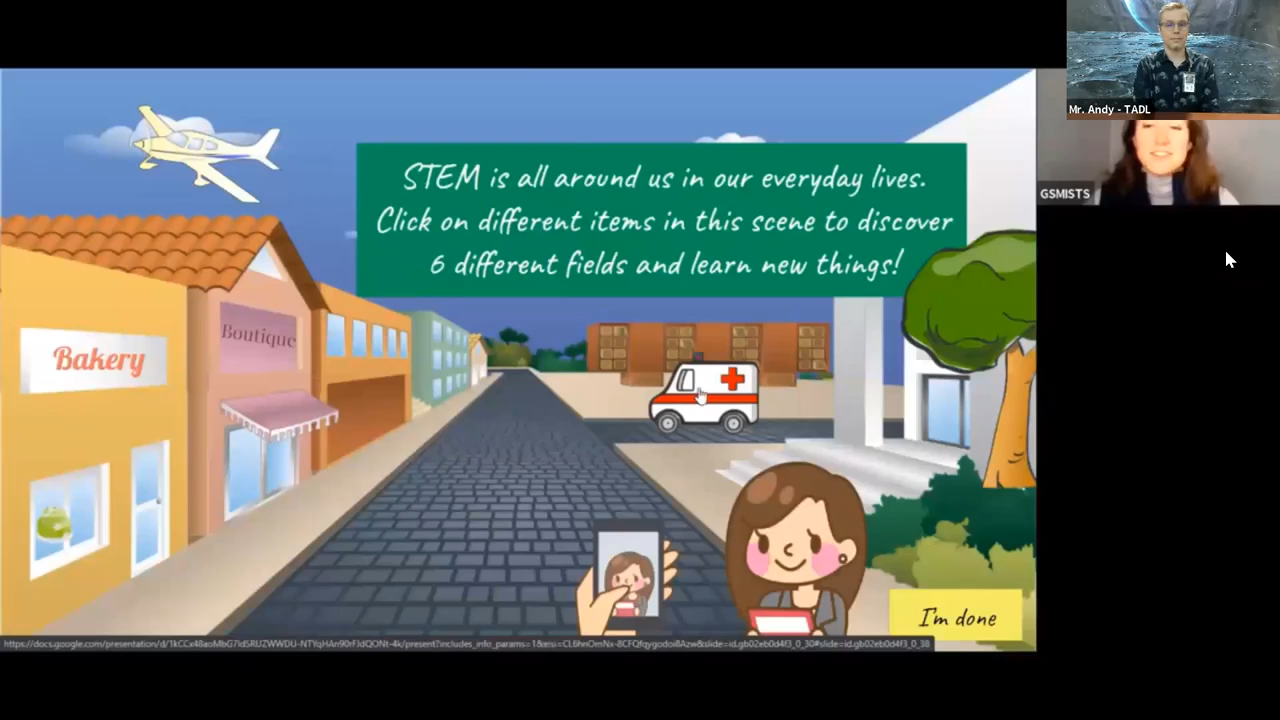 Mr. Andy - TADL
GSMISTS
STEM is all around us in our everyday lives.
Click on different items in this scene to discover
6 different fields and learn new things!
Bakery
Boutique
I'm done